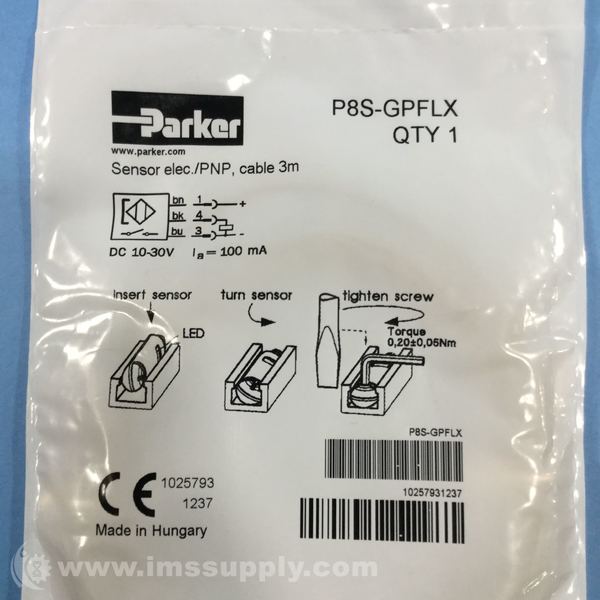 Parker
www.parker.com
P8S-GPFLX
QTY 1
Sensor elec./PNP, cable 3m
bn 1 +
bk 4
bu 3 -
DC 10-30V Ia = 100 mA
insert sensor
turn sensor
tighten screw
LED
Torque
0,20±0,05Nm
P8S-GPFLX
10257931237
CE
1025793
1237
Made in Hungary
www.imssupply.com